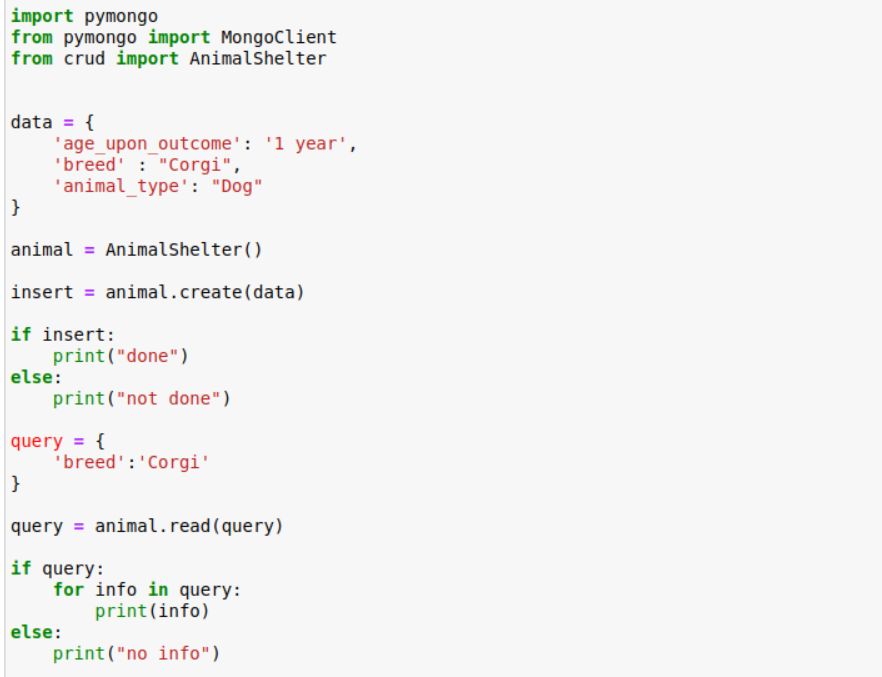 import pymongo
from pymongo import MongoClient
from crud import AnimalShelter
data = {
    'age_upon_outcome': '1 year',
    'breed' : "Corgi",
    'animal_type': "Dog"
}
animal = AnimalShelter()
insert = animal.create(data)
if insert:
    print("done")
else:
    print("not done")
query = {
    'breed':'Corgi'
}
query = animal.read(query)
if query:
    for info in query:
        print(info)
else:
    print("no info")